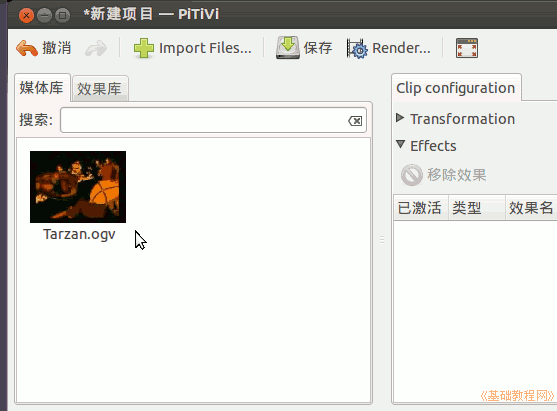 *新建项目 — PiTiVi
撤消 Import Files... 保存 Render...
媒体库 效果库
Clip configuration
搜索:
Transformation
Effects
移除效果
已激活 类型 效果名
Tarzan.ogv
《基础教程网》